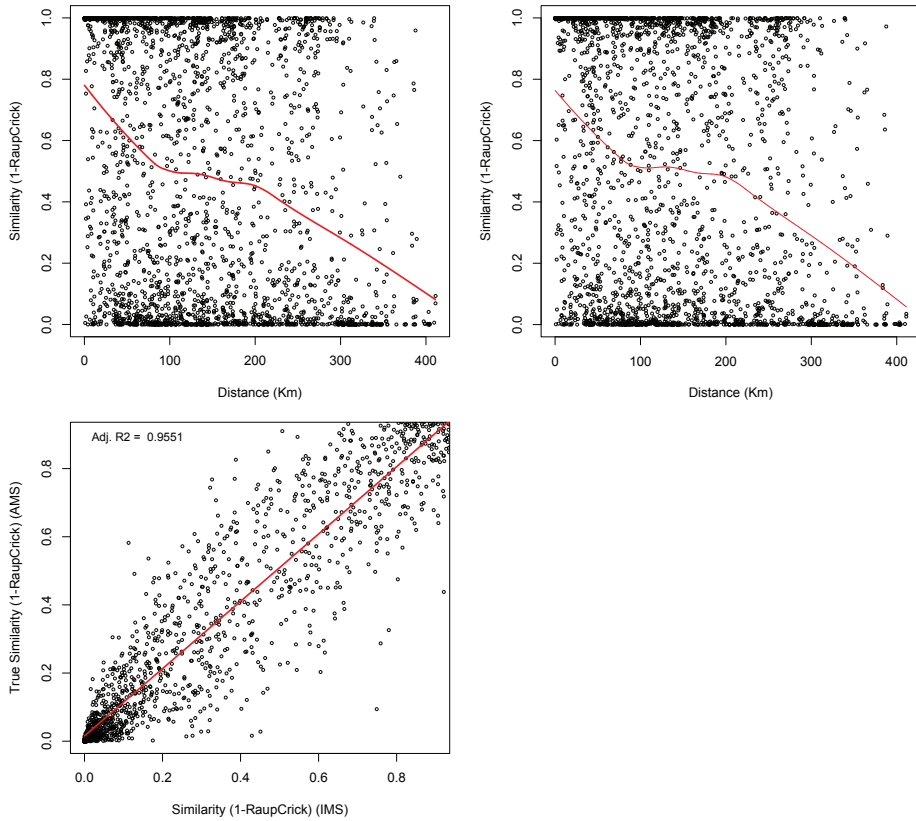 1.0
0.8
0.6
0.4
0.2
0.0
Similarity (1-RaupCrick)
0 100 200 300 400
Distance (Km)
1.0
0.8
0.6
0.4
0.2
0.0
Similarity (1-RaupCrick)
0 100 200 300 400
Distance (Km)
Adj. R2 = 0.9551
0.8
0.6
0.4
0.2
0.0
True Similarity (1-RaupCrick) (AMS)
0.0 0.2 0.4 0.6 0.8
Similarity (1-RaupCrick) (IMS)